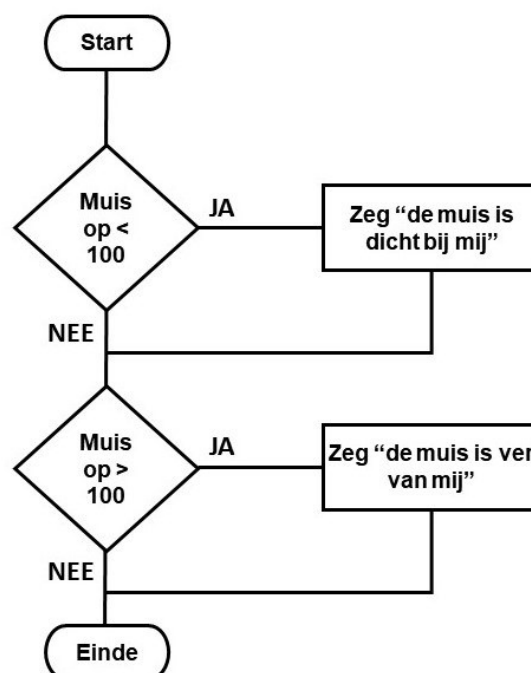 Start
Muis
op <
100
JA
Zeg “de muis is
dicht bij mij”
NEE
Muis
op >
100
JA
Zeg “de muis is ver
van mij”
NEE
Einde